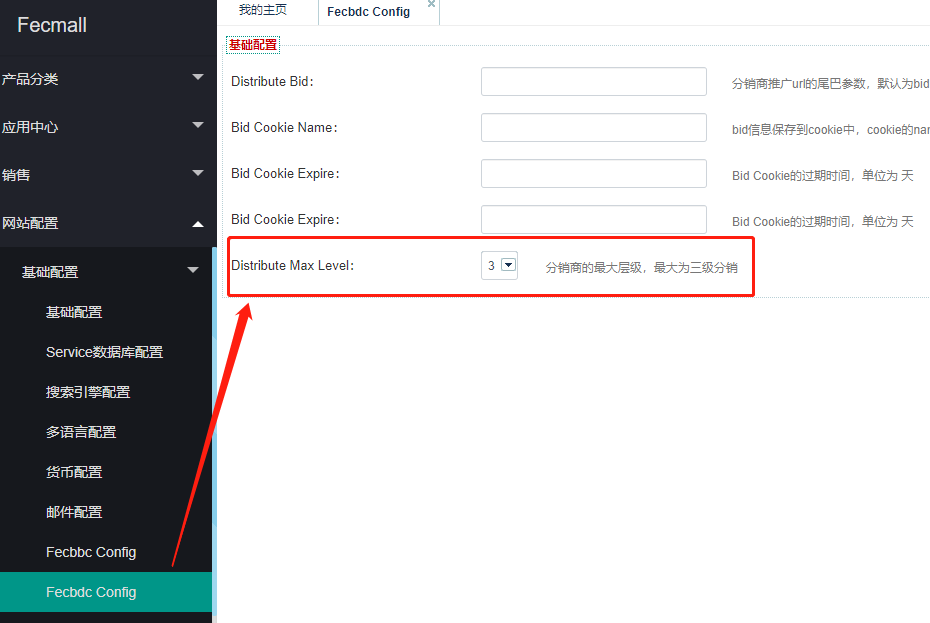 Fecmall
产品分类
应用中心
销售
网站配置
基础配置
基础配置
Service数据库配置
搜索引擎配置
多语言配置
货币配置
邮件配置
Fecbbc Config
Fecbdc Config
我的主页
Fecbdc Config
基础配置
Distribute Bid: 分销商推广url的尾巴参数，默认为bid
Bid Cookie Name: bid信息保存到cookie中，cookie的nam
Bid Cookie Expire: Bid Cookie的过期时间，单位为 天
Bid Cookie Expire: Bid Cookie的过期时间，单位为 天
Distribute Max Level: 3 分销商的最大层级，最大为三级分销